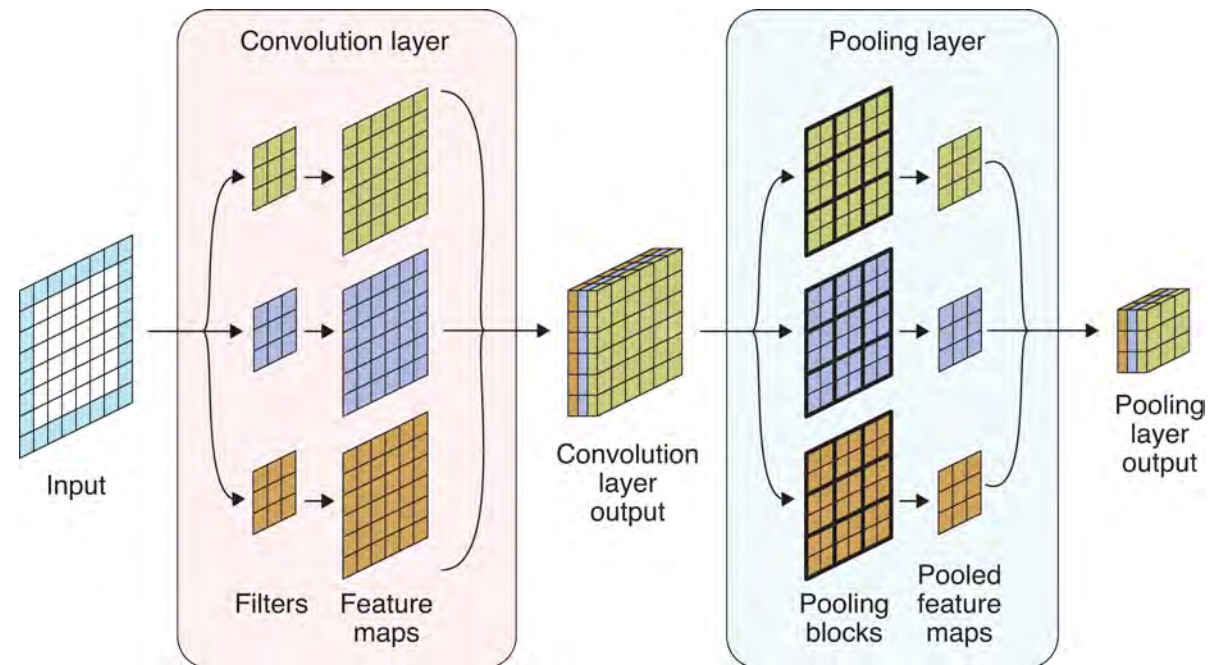 Convolution layer
Pooling layer
Input
Filters
Feature
maps
Convolution
layer
output
Pooling
blocks
Pooled
feature
maps
Pooling
layer
output